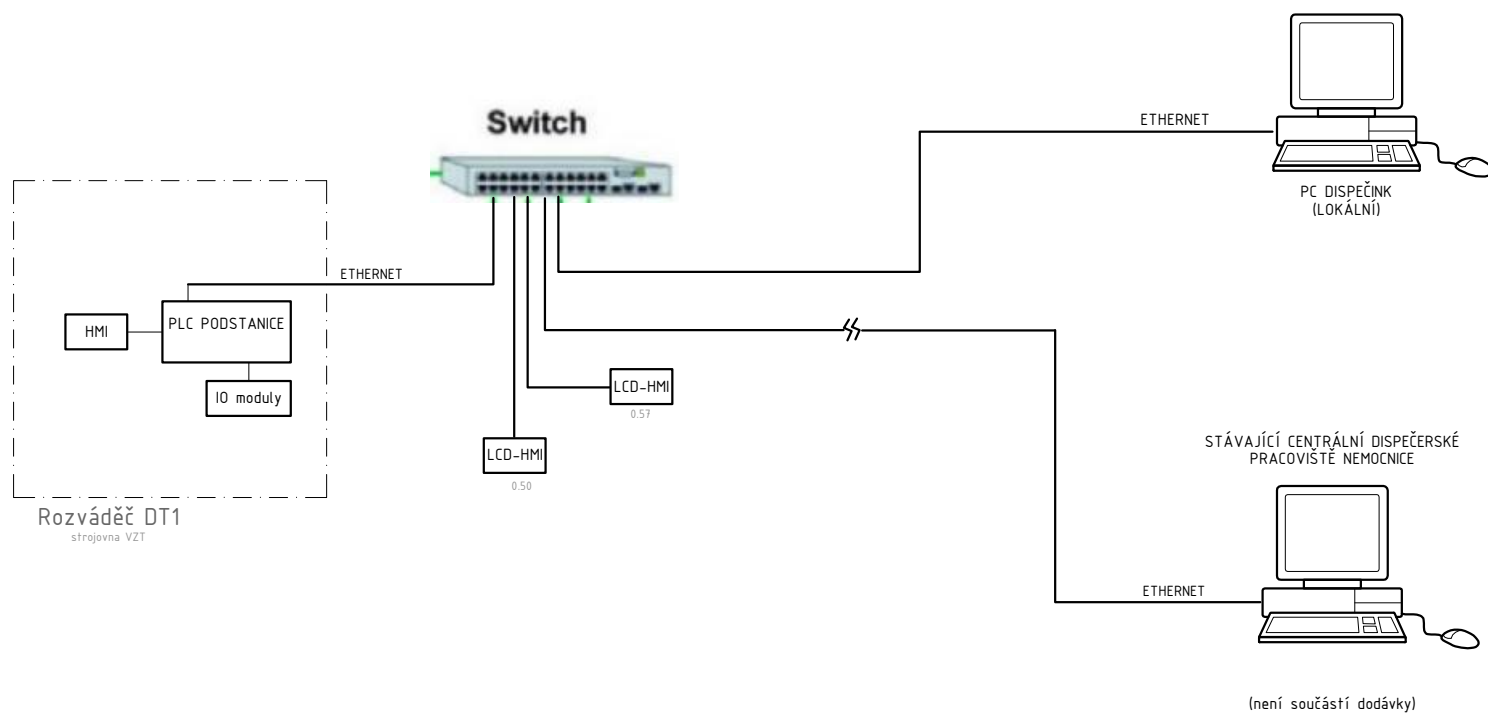 Switch
ETHERNET
PC DISPEČINK
(LOKÁLNÍ)
ETHERNET
HMI
PLC PODSTANICE
IO moduly
LCD-HMI
0.57
LCD-HMI
0.50
Rozváděč DT1
strojovna VZT
STÁVAJÍCÍ CENTRÁLNÍ DISPEČERSKÉ
PRACOVIŠTĚ NEMOCNICE
ETHERNET
(není součástí dodávky)